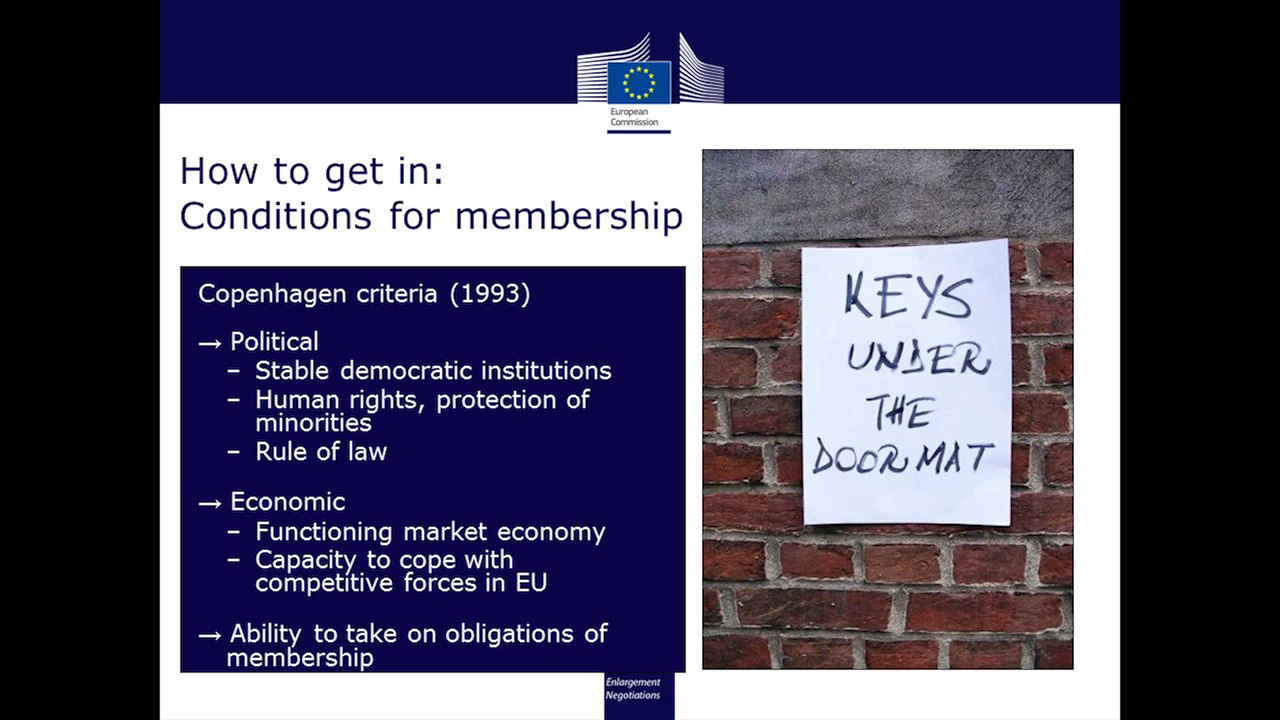 European
Commission
How to get in:
Conditions for membership
Copenhagen criteria (1993)
→ Political
– Stable democratic institutions
– Human rights, protection of
minorities
– Rule of law
→ Economic
– Functioning market economy
– Capacity to cope with
competitive forces in EU
→ Ability to take on obligations of
membership
KEYS
UNDER
THE
DOORMAT
Enlargement
Negotiations